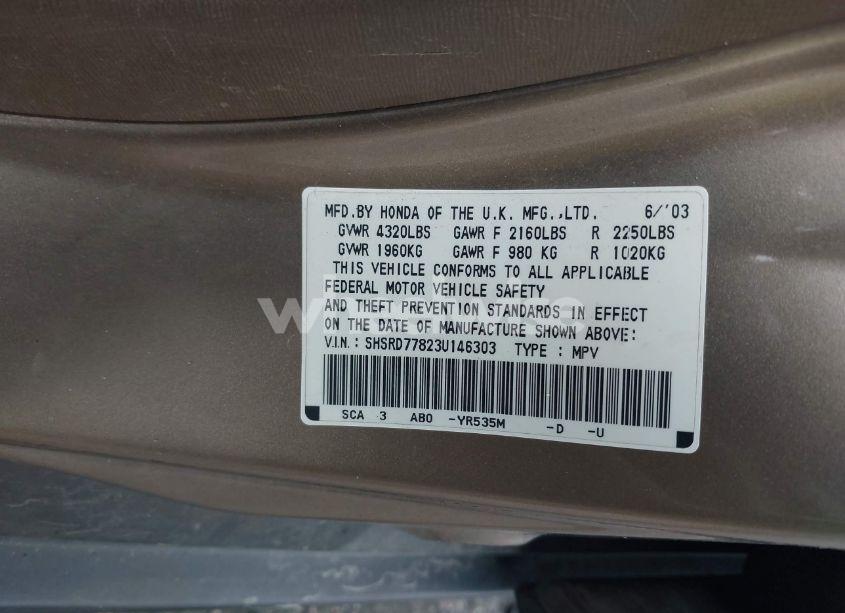 MFD.BY HONDA OF THE U.K. MFG.,LTD. 6/'03
GVWR 4320LBS GAWR F 2160LBS R 2250LBS
GVWR 1960KG GAWR F 980 KG R 1020KG
THIS VEHICLE CONFORMS TO ALL APPLICABLE
FEDERAL MOTOR VEHICLE SAFETY
AND THEFT PREVENTION STANDARDS IN EFFECT
ON THE DATE OF MANUFACTURE SHOWN ABOVE:
V.I.N.: SHSRD77823U146303 TYPE : MPV
SCA 3 ABO -YR535M -D -U